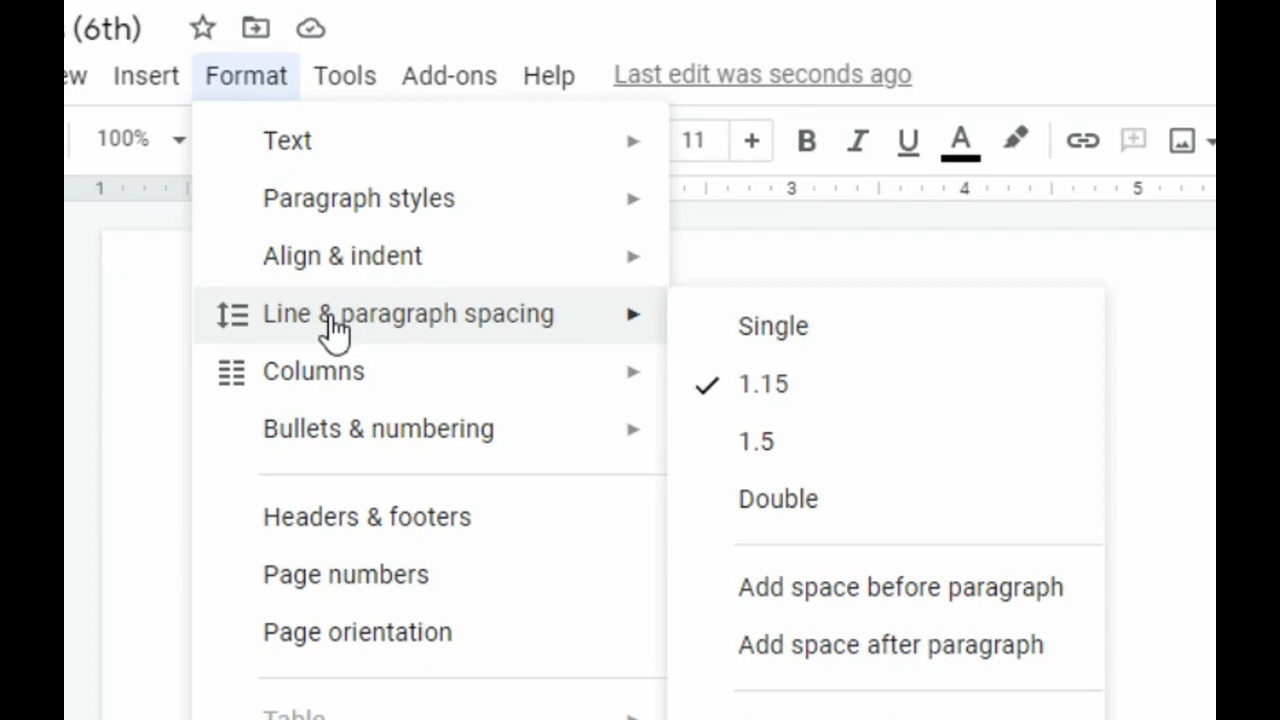 (6th)
ew Insert Format Tools Add-ons Help Last edit was seconds ago
100% 11 B I U A
1 3 4 5
Text
Paragraph styles
Align & indent
Line & paragraph spacing
Columns
Bullets & numbering
Headers & footers
Page numbers
Page orientation
Table
Single
1.15
1.5
Double
Add space before paragraph
Add space after paragraph